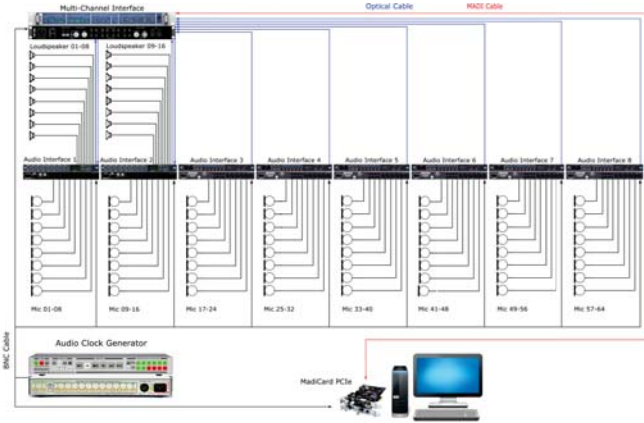 Multi-Channel Interface
Optical Cable
MADI Cable
Loudspeaker 01-08
Loudspeaker 09-16
Audio Interface 1
Audio Interface 2
Audio Interface 3
Audio Interface 4
Audio Interface 5
Audio Interface 6
Audio Interface 7
Audio Interface 8
Mic 01-08
Mic 09-16
Mic 17-24
Mic 25-32
Mic 33-40
Mic 41-48
Mic 49-56
Mic 57-64
BNC Cable
Audio Clock Generator
MadiCard PCIe